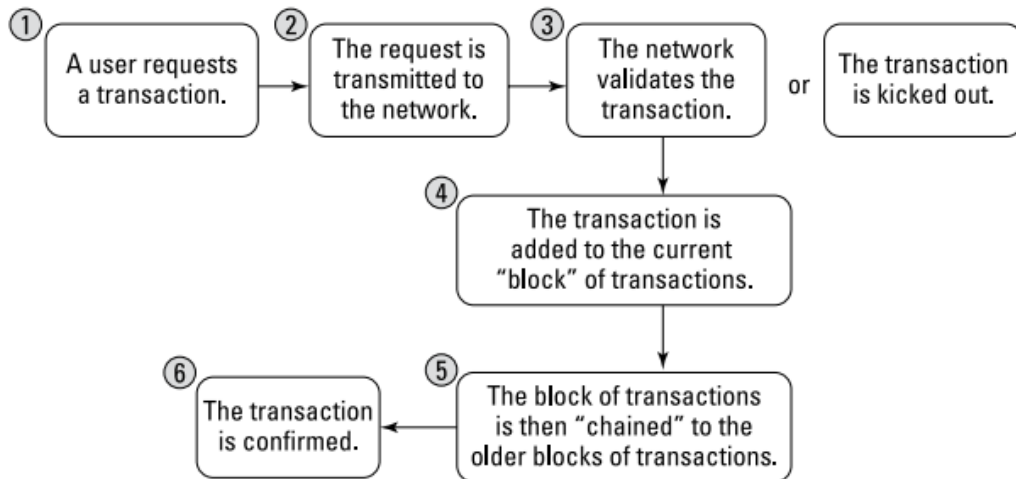 1
A user requests
a transaction.
2
The request is
transmitted to
the network.
3
The network
validates the
transaction.
or
The transaction
is kicked out.
4
The transaction is
added to the current
“block” of transactions.
5
The block of transactions
is then “chained” to the
older blocks of transactions.
6
The transaction
is confirmed.